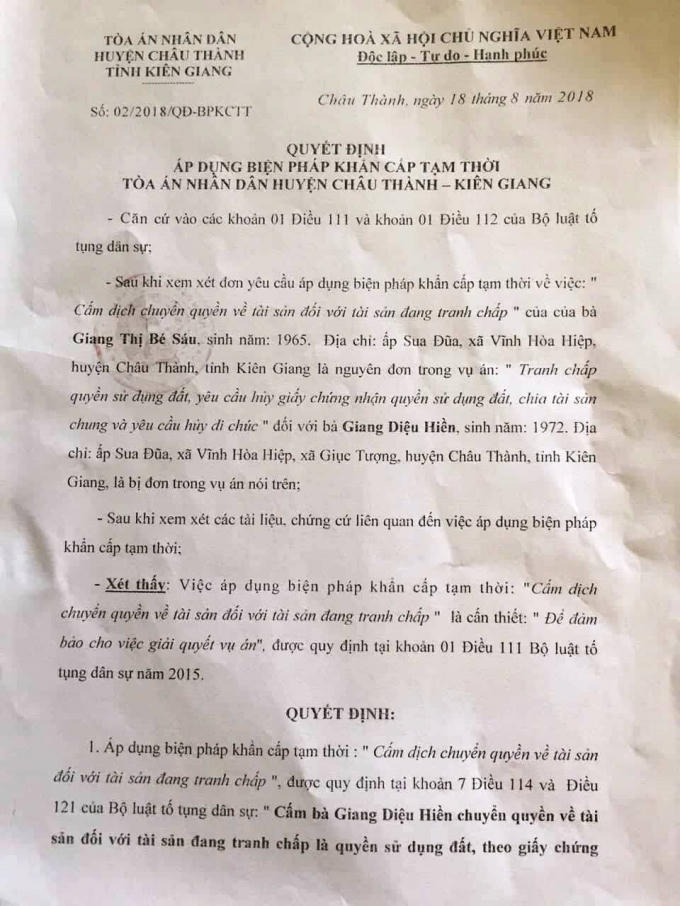 TÒA ÁN NHÂN DÂN
HUYỆN CHÂU THÀNH
TỈNH KIÊN GIANG
Số: 02/2018/QĐ-BPKCTT
CỘNG HOÀ XÃ HỘI CHỦ NGHĨA VIỆT NAM
Độc lập - Tự do - Hạnh phúc
Châu Thành, ngày 18 tháng 8 năm 2018
QUYẾT ĐỊNH
ÁP DỤNG BIỆN PHÁP KHẨN CẤP TẠM THỜI
TÒA ÁN NHÂN DÂN HUYỆN CHÂU THÀNH – KIÊN GIANG
- Căn cứ vào các khoản 01 Điều 111 và khoản 01 Điều 112 của Bộ luật tố
tụng dân sự;
- Sau khi xem xét đơn yêu cầu áp dụng biện pháp khẩn cấp tạm thời về việc: "
Cấm dịch chuyển quyền về tài sản đối với tài sản đang tranh chấp " của của bà
Giang Thị Bé Sáu, sinh năm: 1965. Địa chỉ: ấp Sua Đũa, xã Vĩnh Hòa Hiệp,
huyện Châu Thành, tỉnh Kiên Giang là nguyên đơn trong vụ án: " Tranh chấp
quyền sử dụng đất, yêu cầu hủy giấy chứng nhận quyền sử dụng đất, chia tài sản
chung và yêu cầu hủy di chúc " đối với bà Giang Diệu Hiền, sinh năm: 1972. Địa
chỉ: ấp Sua Đũa, xã Vĩnh Hòa Hiệp, xã Giục Tượng, huyện Châu Thành, tỉnh Kiên
Giang, là bị đơn trong vụ án nói trên;
- Sau khi xem xét các tài liệu, chứng cứ liên quan đến việc áp dụng biện pháp
khẩn cấp tạm thời;
- Xét thấy: Việc áp dụng biện pháp khẩn cấp tạm thời: "Cấm dịch
chuyển quyền về tài sản đối với tài sản đang tranh chấp " là cần thiết: " Để đảm
bảo cho việc giải quyết vụ án", được quy định tại khoản 01 Điều 111 Bộ luật tố
tụng dân sự năm 2015.
QUYẾT ĐỊNH:
1. Áp dụng biện pháp khẩn cấp tạm thời : " Cấm dịch chuyển quyền về tài sản
đối với tài sản đang tranh chấp ", được quy định tại khoản 7 Điều 114 và Điều
121 của Bộ luật tố tụng dân sự: " Cấm bà Giang Diệu Hiền chuyển quyền về tài
sản đối với tài sản đang tranh chấp là quyền sử dụng đất, theo giấy chứng